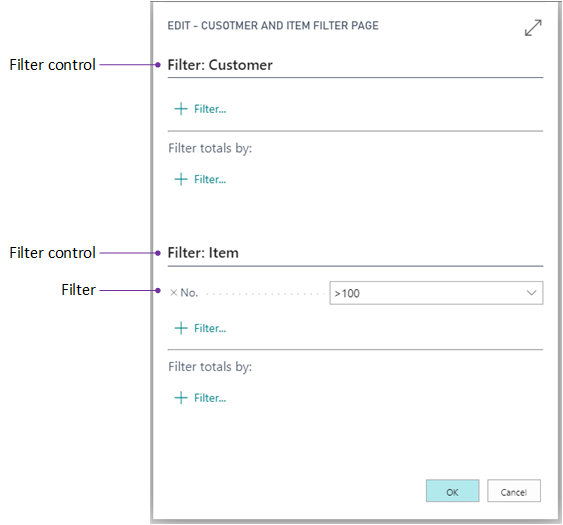 EDIT - CUSOTMER AND ITEM FILTER PAGE
Filter control
Filter: Customer
+ Filter...
Filter totals by:
+ Filter...
Filter control
Filter: Item
Filter
× No.
>100
+ Filter...
Filter totals by:
+ Filter...
OK
Cancel